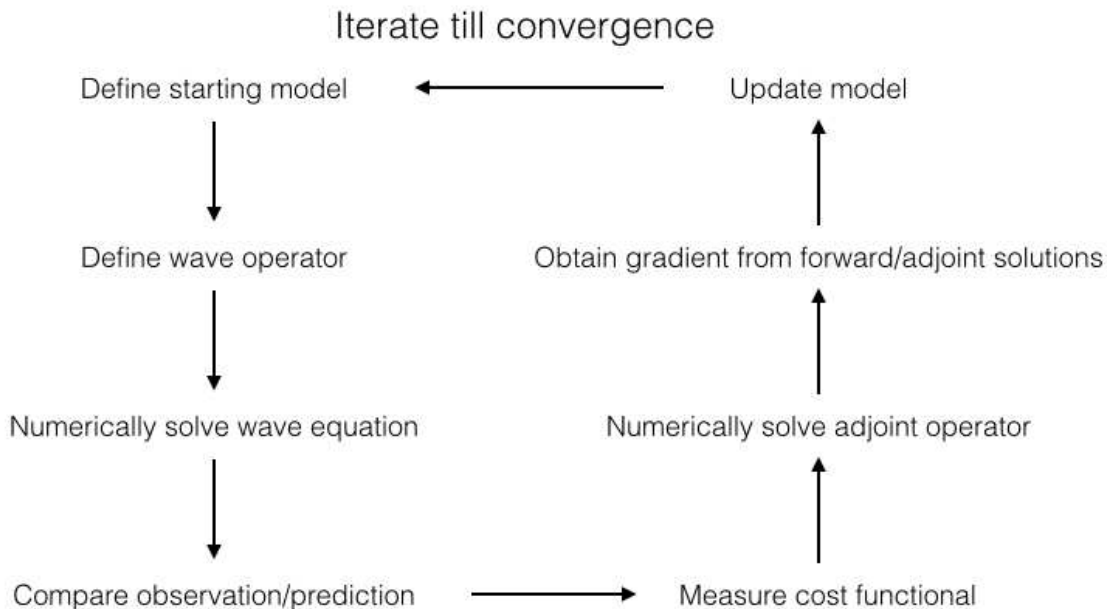 Iterate till convergence
Define starting model
Update model
Define wave operator
Obtain gradient from forward/adjoint solutions
Numerically solve wave equation
Numerically solve adjoint operator
Compare observation/prediction
Measure cost functional